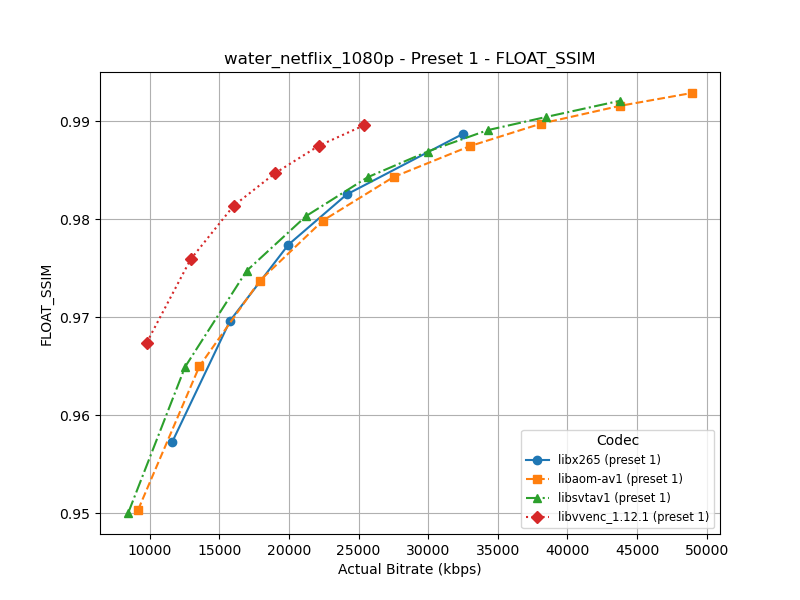 water_netflix_1080p - Preset 1 - FLOAT_SSIM
FLOAT_SSIM
0.99
0.98
0.97
0.96
0.95
Codec
libx265 (preset 1)
libaom-av1 (preset 1)
libsvtav1 (preset 1)
libvvenc_1.12.1 (preset 1)
10000 15000 20000 25000 30000 35000 40000 45000 50000
Actual Bitrate (kbps)